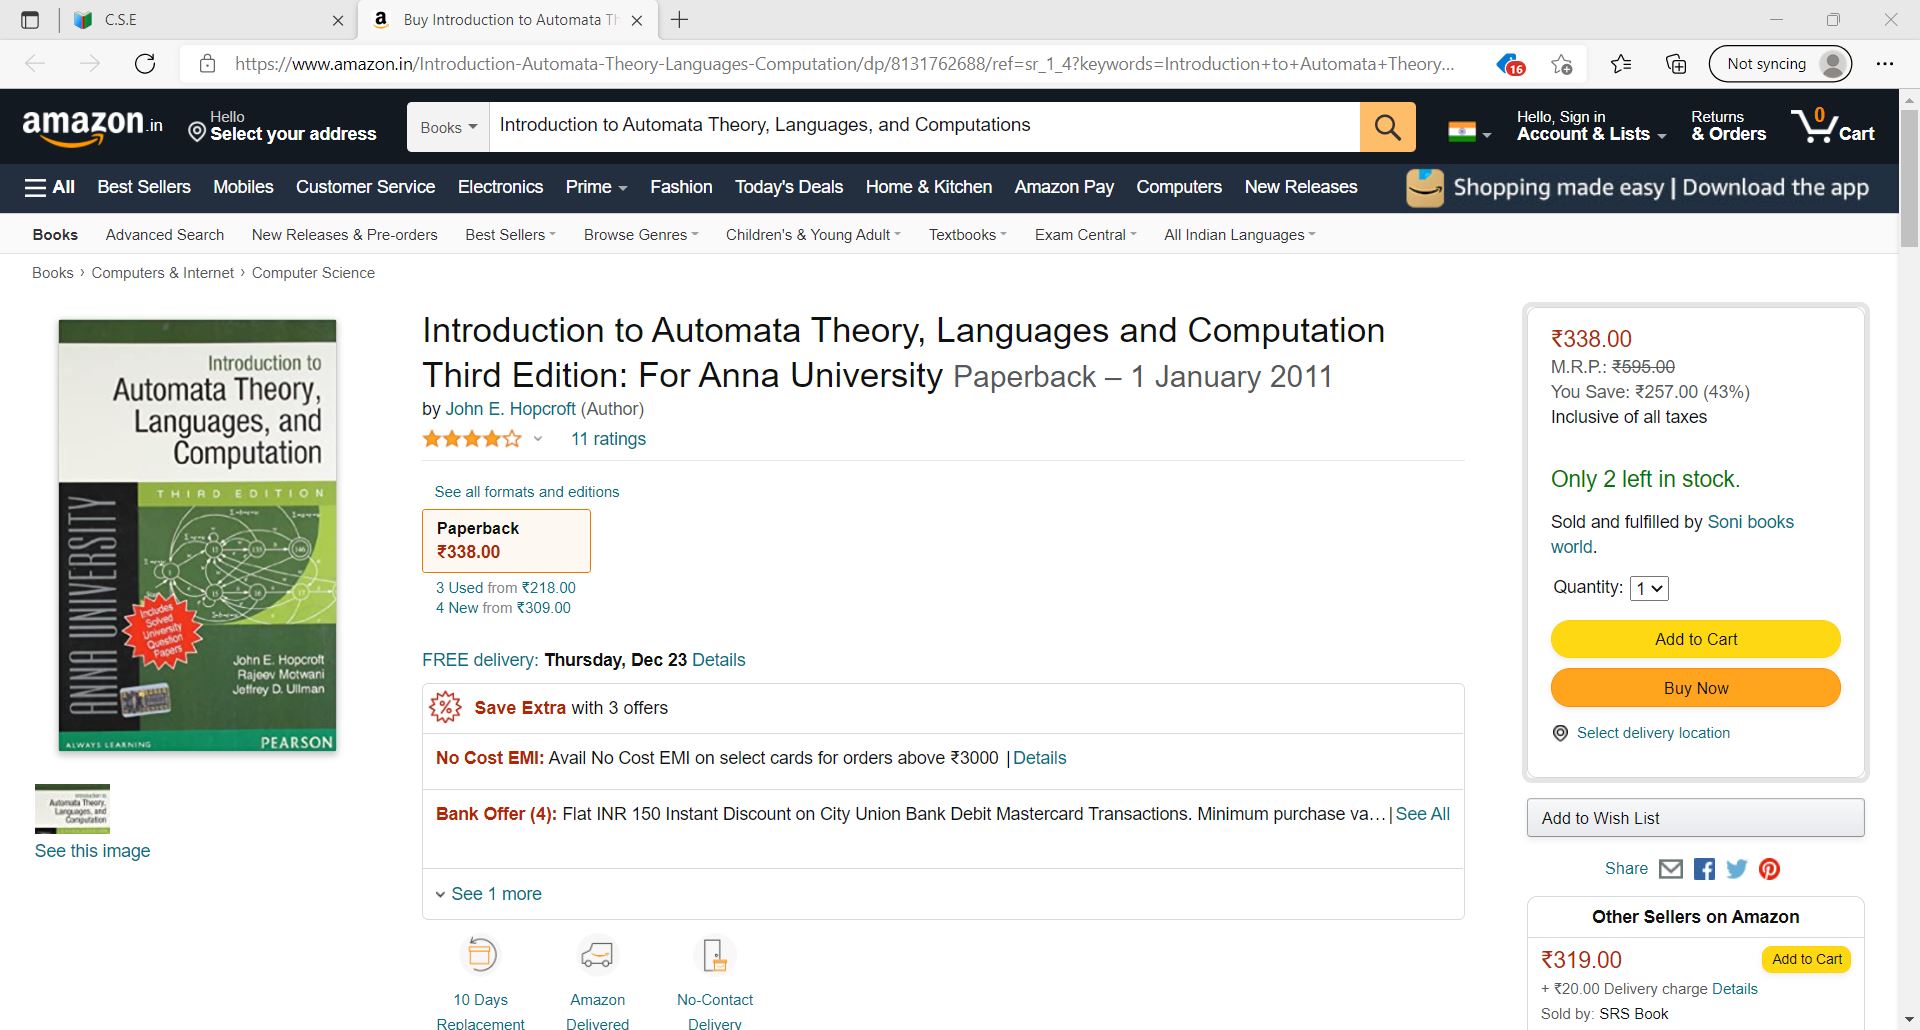 C.S.E
Buy Introduction to Automata Th
https://www.amazon.in/Introduction-Automata-Theory-Languages-Computation/dp/8131762688/ref=sr_1_4?keywords=Introduction+to+Automata+Theory...
16
Not syncing
amazon.in
Hello
Select your address
Books
Introduction to Automata Theory, Languages, and Computations
Hello, Sign in
Account & Lists
Returns
& Orders
0
Cart
All
Best Sellers
Mobiles
Customer Service
Electronics
Prime
Fashion
Today's Deals
Home & Kitchen
Amazon Pay
Computers
New Releases
Shopping made easy | Download the app
Books
Advanced Search
New Releases & Pre-orders
Best Sellers
Browse Genres
Children's & Young Adult
Textbooks
Exam Central
All Indian Languages
Books › Computers & Internet › Computer Science
Introduction to
Automata Theory,
Languages, and
Computation
THIRD EDITION
ANNA UNIVERSITY
Includes
Solved
University
Question
Papers
John E. Hopcroft
Rajeev Motwani
Jeffrey D. Ullman
ALWAYS LEARNING
PEARSON
Introduction to
Automata Theory,
Languages, and
Computation
See this image
Introduction to Automata Theory, Languages and Computation
Third Edition: For Anna University Paperback – 1 January 2011
by John E. Hopcroft (Author)
11 ratings
See all formats and editions
Paperback
₹338.00
3 Used from ₹218.00
4 New from ₹309.00
FREE delivery: Thursday, Dec 23 Details
Save Extra with 3 offers
No Cost EMI: Avail No Cost EMI on select cards for orders above ₹3000 |Details
Bank Offer (4): Flat INR 150 Instant Discount on City Union Bank Debit Mastercard Transactions. Minimum purchase va…|See All
See 1 more
10 Days
Replacement
Amazon
Delivered
No-Contact
Delivery
₹338.00
M.R.P.: ₹595.00
You Save: ₹257.00 (43%)
Inclusive of all taxes
Only 2 left in stock.
Sold and fulfilled by Soni books
world.
Quantity: 1
Add to Cart
Buy Now
Select delivery location
Add to Wish List
Share
Other Sellers on Amazon
₹319.00
Add to Cart
+ ₹20.00 Delivery charge Details
Sold by: SRS Book